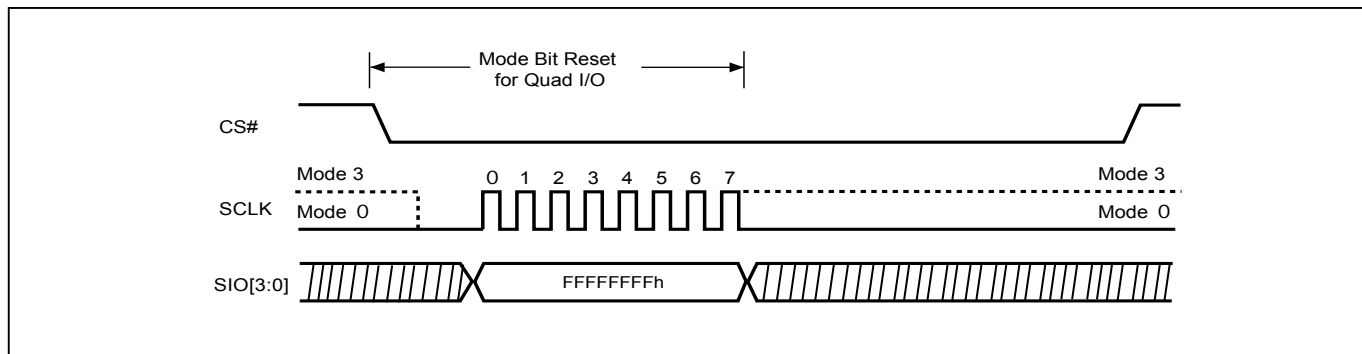 Mode Bit Reset
for Quad I/O
CS#
Mode 3
Mode 3
0 1 2 3 4 5 6 7
SCLK
Mode 0
Mode 0
SIO[3:0]
FFFFFFFFh